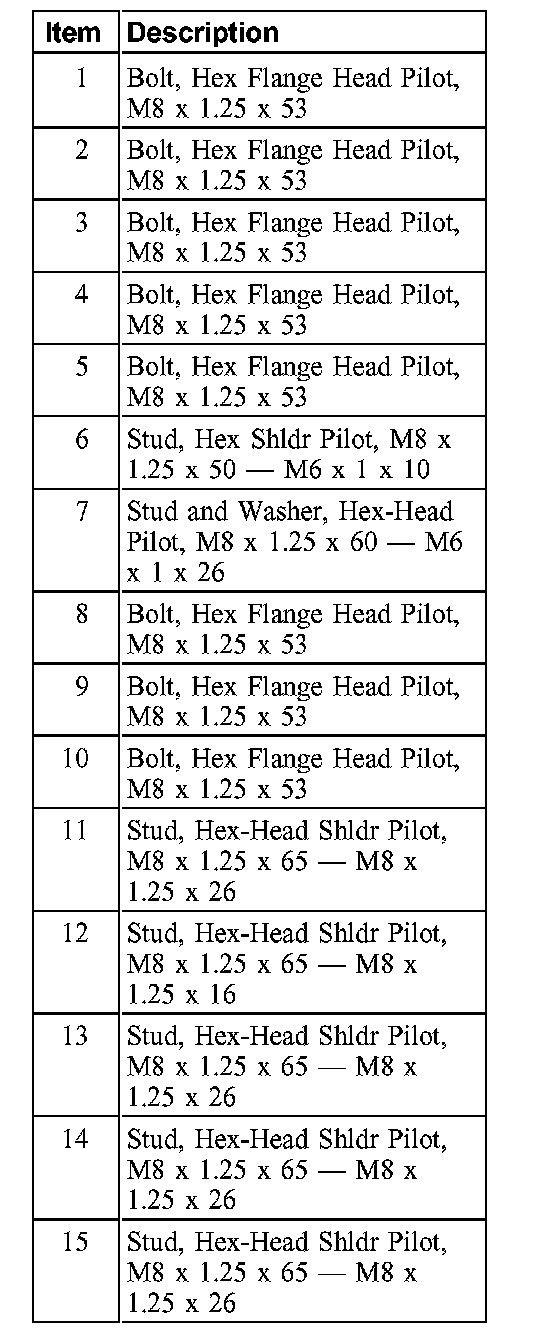 Item Description
1 Bolt, Hex Flange Head Pilot,
M8 x 1.25 x 53
2 Bolt, Hex Flange Head Pilot,
M8 x 1.25 x 53
3 Bolt, Hex Flange Head Pilot,
M8 x 1.25 x 53
4 Bolt, Hex Flange Head Pilot,
M8 x 1.25 x 53
5 Bolt, Hex Flange Head Pilot,
M8 x 1.25 x 53
6 Stud, Hex Shldr Pilot, M8 x
1.25 x 50 — M6 x 1 x 10
7 Stud and Washer, Hex-Head
Pilot, M8 x 1.25 x 60 — M6
x 1 x 26
8 Bolt, Hex Flange Head Pilot,
M8 x 1.25 x 53
9 Bolt, Hex Flange Head Pilot,
M8 x 1.25 x 53
10 Bolt, Hex Flange Head Pilot,
M8 x 1.25 x 53
11 Stud, Hex-Head Shldr Pilot,
M8 x 1.25 x 65 — M8 x
1.25 x 26
12 Stud, Hex-Head Shldr Pilot,
M8 x 1.25 x 65 — M8 x
1.25 x 16
13 Stud, Hex-Head Shldr Pilot,
M8 x 1.25 x 65 — M8 x
1.25 x 26
14 Stud, Hex-Head Shldr Pilot,
M8 x 1.25 x 65 — M8 x
1.25 x 26
15 Stud, Hex-Head Shldr Pilot,
M8 x 1.25 x 65 — M8 x
1.25 x 26